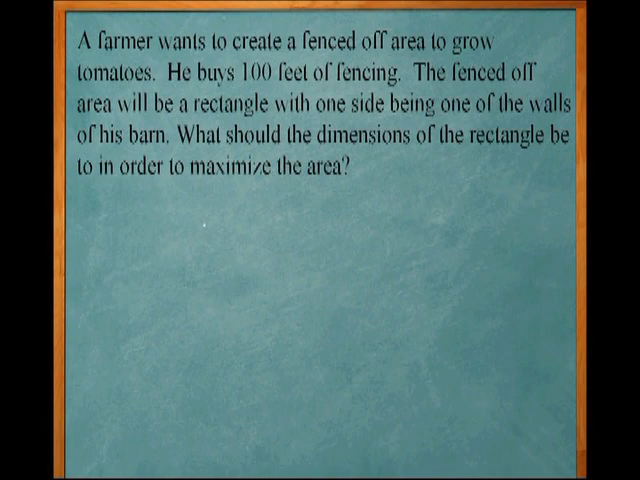 A farmer wants to create a fenced off area to grow
tomatoes. He buys 100 feet of fencing. The fenced off
area will be a rectangle with one side being one of the walls
of his barn. What should the dimensions of the rectangle be
to in order to maximize the area?